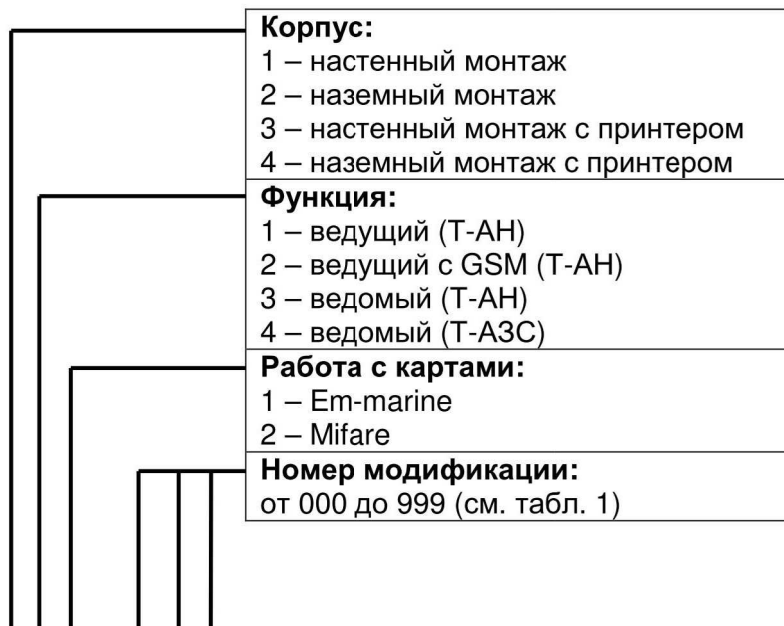 Корпус:
1 – настенный монтаж
2 – наземный монтаж
3 – настенный монтаж с принтером
4 – наземный монтаж с принтером
Функция:
1 – ведущий (Т-АН)
2 – ведущий с GSM (Т-АН)
3 – ведомый (Т-АН)
4 – ведомый (Т-АЗС)
Работа с картами:
1 – Em-marine
2 – Mifare
Номер модификации:
от 000 до 999 (см. табл. 1)